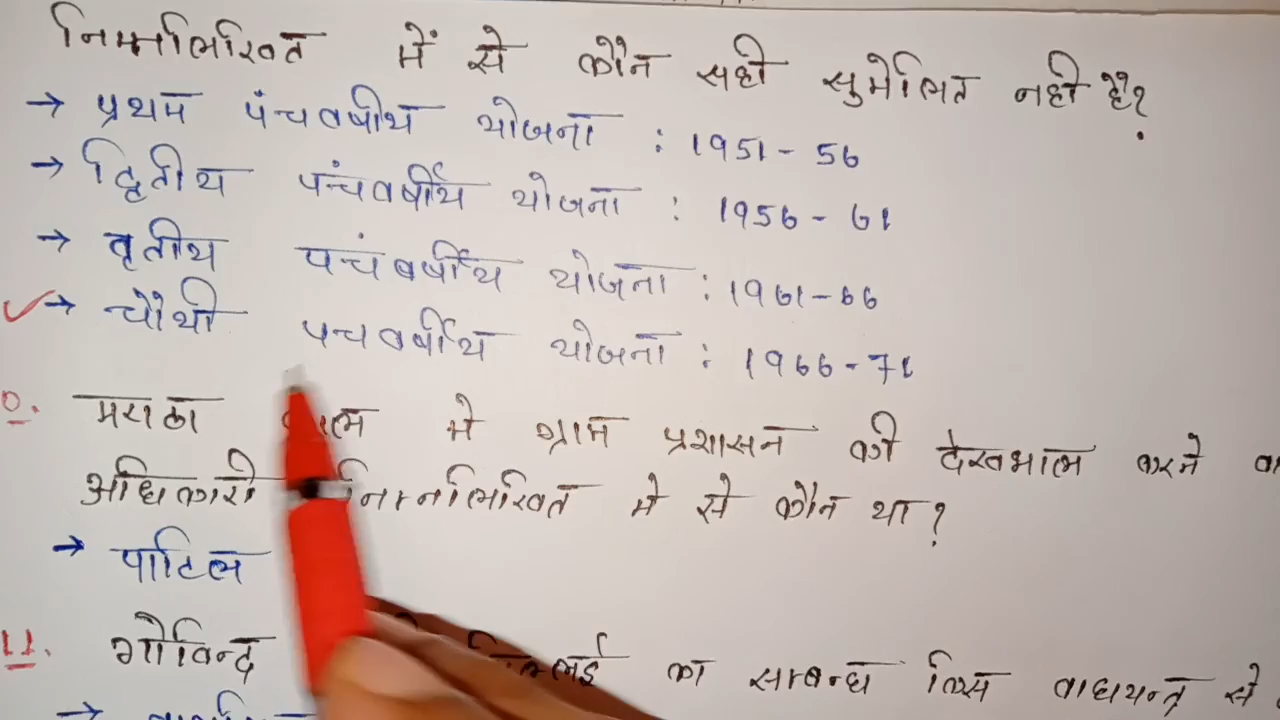 निम्नलिखित में से कौन सही सुमेलित नही है?
→ प्रथम पंचवर्षीय योजना : 1951-56
→ द्वितीय पंचवर्षीय योजना : 1956-61
→ तृतीय पंचवर्षीय योजना : 1961-66
→ चौथी पन्चवर्षीय योजना : 1966-71
मराठा में ग्राम प्रशासन की देखभाल करने
अधिकारी निम्नलिखित में से कौन था?
→ पाटिल
11. गोविन्द का सम्बन्ध किस वाद्ययन्त्र से